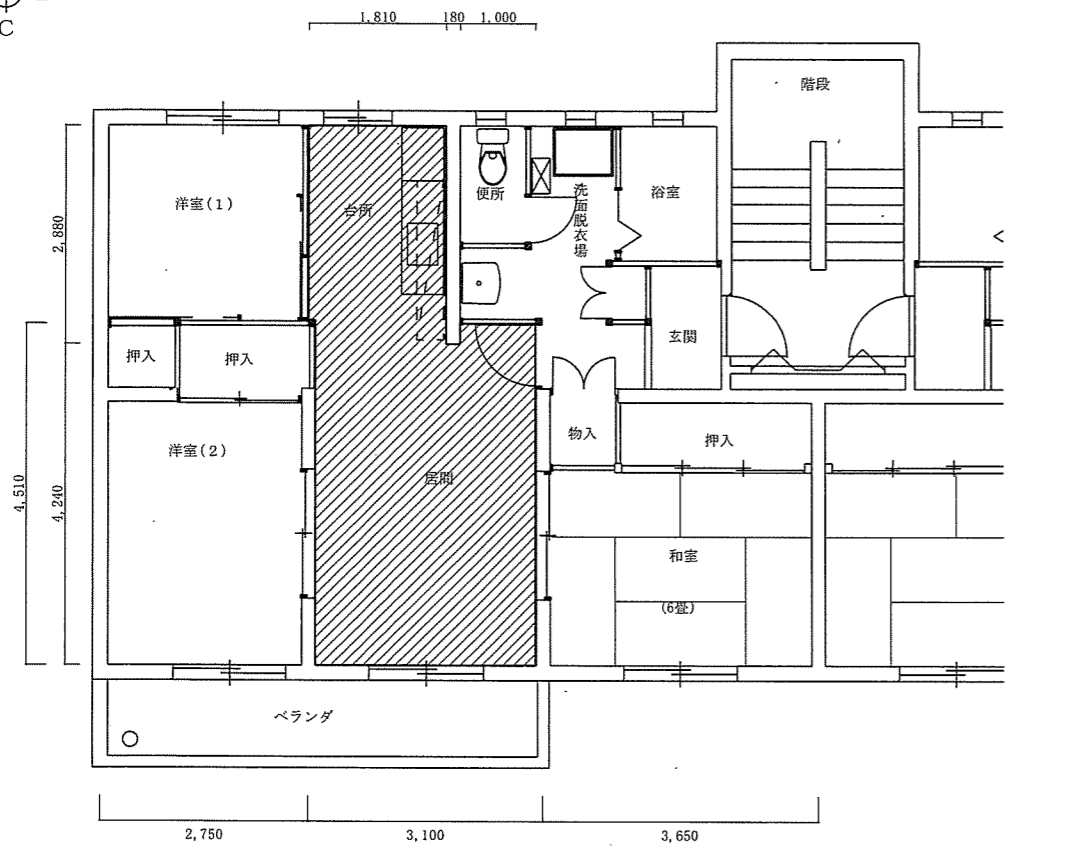 C
1,810 180 1,000
階段
洋室(1)
台所
便所
洗面脱衣場
浴室
2,880
押入
押入
玄関
洋室(2)
物入
押入
居間
4,510
4,240
和室
(6畳)
ベランダ
2,750 3,100 3,650